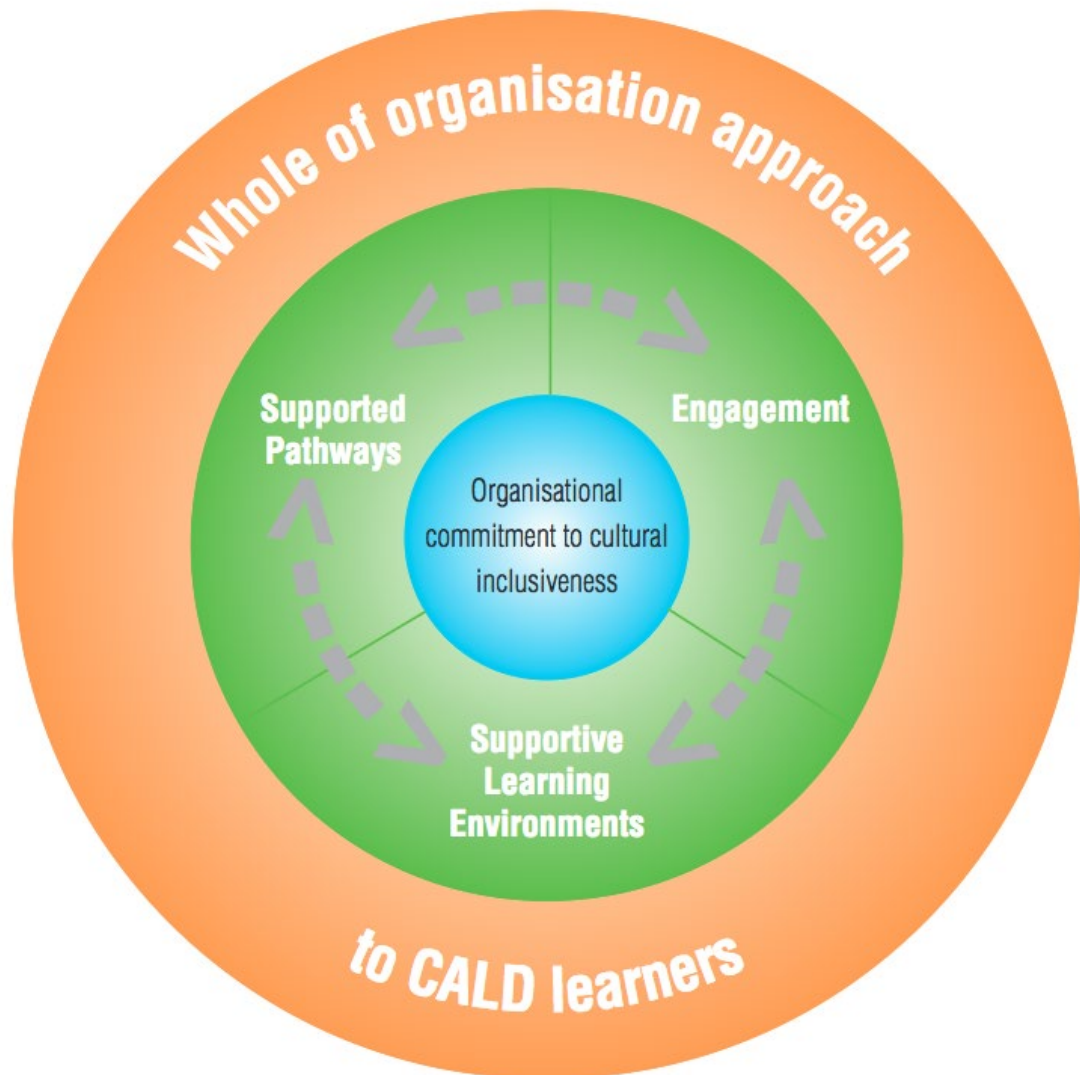 Whole of organisation approach
Supported
Pathways
Engagement
Organisational
commitment to cultural
inclusiveness
Supportive
Learning
Environments
to CALD learners